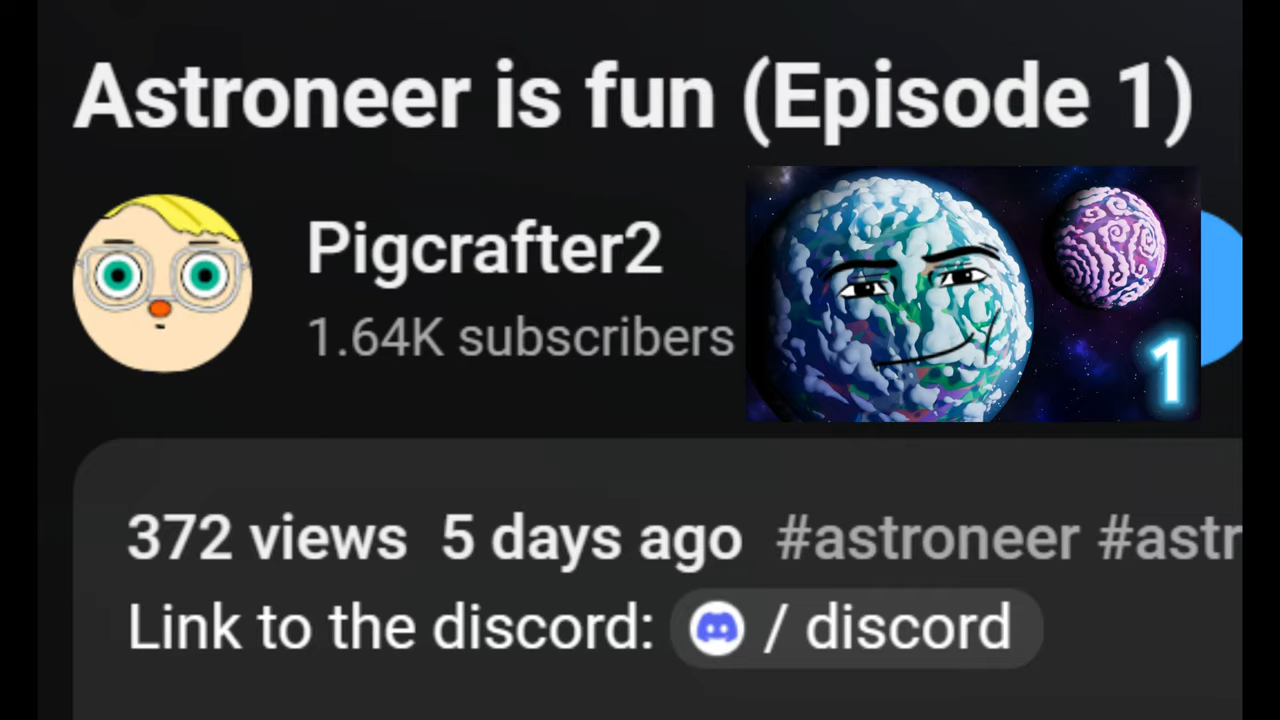 Astroneer is fun (Episode 1)
Pigcrafter2
1.64K subscribers
1
372 views 5 days ago #astroneer #astr
Link to the discord: / discord